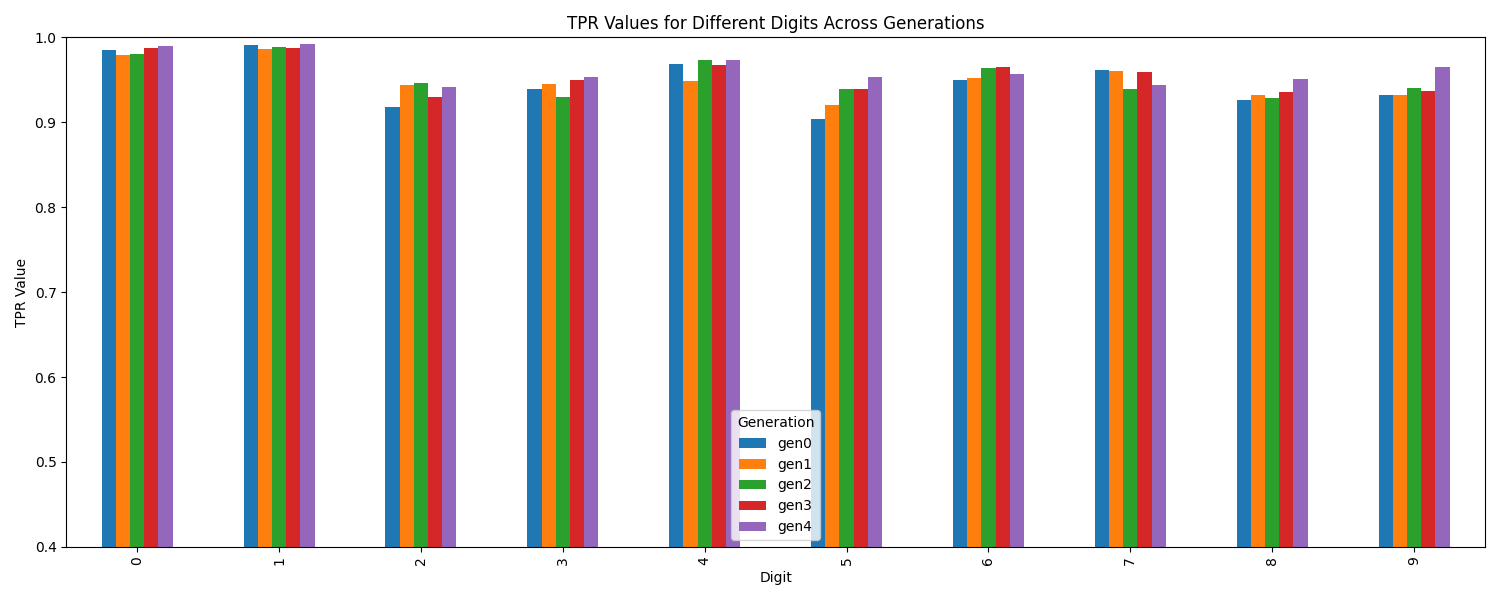 TPR Values for Different Digits Across Generations
1.0
0.9
0.8
0.7
0.6
0.5
0.4
TPR Value
Generation
gen0
gen1
gen2
gen3
gen4
0
1
2
3
4
5
6
7
8
9
Digit